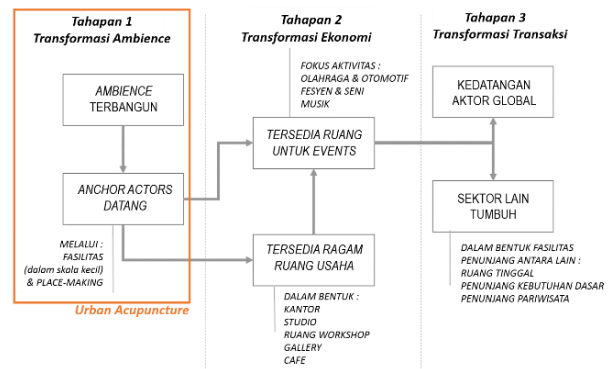 Tahapan 1
Transformasi Ambience
AMBIENCE
TERBANGUN
ANCHOR ACTORS
DATANG
MELALUI :
FASILITAS
(dalam skala kecil)
& PLACE-MAKING
Urban Acupuncture
Tahapan 2
Transformasi Ekonomi
FOKUS AKTIVITAS :
OLAHRAGA & OTOMOTIF
FESYEN & SENI
MUSIK
TERSEDIA RUANG
UNTUK EVENTS
TERSEDIA RAGAM
RUANG USAHA
DALAM BENTUK :
KANTOR
STUDIO
RUANG WORKSHOP
GALLERY
CAFE
Tahapan 3
Transformasi Transaksi
KEDATANGAN
AKTOR GLOBAL
SEKTOR LAIN
TUMBUH
DALAM BENTUK FASILITAS
PENUNJANG ANTARA LAIN :
RUANG TINGGAL
PENUNJANG KEBUTUHAN DASAR
PENUNJANG PARIWISATA